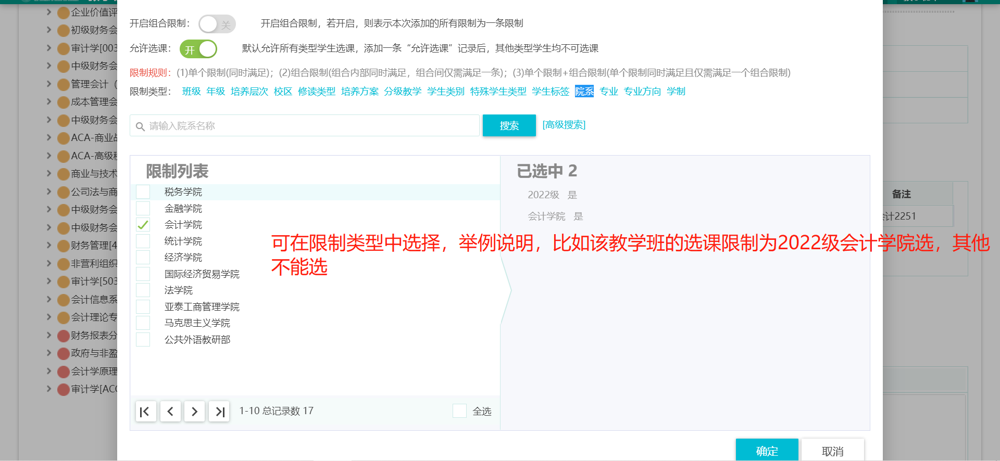 企业价值评
初级财务会
审计学[003
中级财务会
管理会计（
成本管理会
中级财务会
ACA-商业战
ACA-高级税
商业与技术
公司法与商
中级财务会
中级财务会
财务管理[4
非营利组织
审计学[503
会计信息系
会计理论专
财务报表分
政府与非盈
会计学原理
审计学[ACC
开启组合限制： 关 开启组合限制，若开启，则表示本次添加的所有限制为一条限制
允许选课： 开 默认允许所有类型学生选课，添加一条“允许选课”记录后，其他类型学生均不可选课
限制规则：(1)单个限制(同时满足)；(2)组合限制(组合内部同时满足，组合间仅需满足一条)；(3)单个限制+组合限制(单个限制同时满足且仅需满足一个组合限制)
限制类型： 班级 年级 培养层次 校区 修读类型 培养方案 分级教学 学生类别 特殊学生类型 学生标签 院系 专业 专业方向 学制
请输入院系名称 搜索 [高级搜索]
限制列表
税务学院
金融学院
会计学院
统计学院
经济学院
国际经济贸易学院
法学院
亚泰工商管理学院
马克思主义学院
公共外语教研部
1-10 总记录数 17 全选
已选中 2
2022级 是
会计学院 是
可在限制类型中选择，举例说明，比如该教学班的选课限制为2022级会计学院选，其他
不能选
确定 取消
备注
会计2251